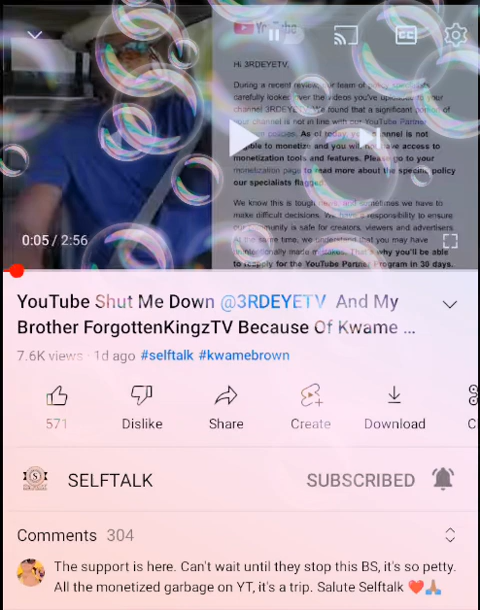 YouTube
Hi 3RDEYETV,
During a recent review, our team of policy specialists
carefully looked over the videos you've uploaded to your
channel 3RDEYETV. We found that a significant portion of
your channel is not in line with our YouTube Partner
Program policies. As of today, your channel is not
eligible to monetize and you will not have access to
monetization tools and features. Please go to your
monetization page to read more about the specific policy
our specialists flagged.
We know this is tough news, and sometimes we have to
make difficult decisions. We have a responsibility to ensure
our community is safe for creators, viewers and advertisers
At the same time, we understand that you may have
unintentionally made mistakes. That's why you'll be able
to reapply for the YouTube Partner Program in 30 days.
CC
0:05 / 2:56
YouTube Shut Me Down @3RDEYETV And My
Brother ForgottenKingzTV Because Of Kwame ...
7.6K views · 1d ago #selftalk #kwamebrown
571 Dislike Share Create Download
S
SELFTALK SUBSCRIBED
Comments 304
The support is here. Can't wait until they stop this BS, it's so petty.
All the monetized garbage on YT, it's a trip. Salute Selftalk ❤️🙏🏽